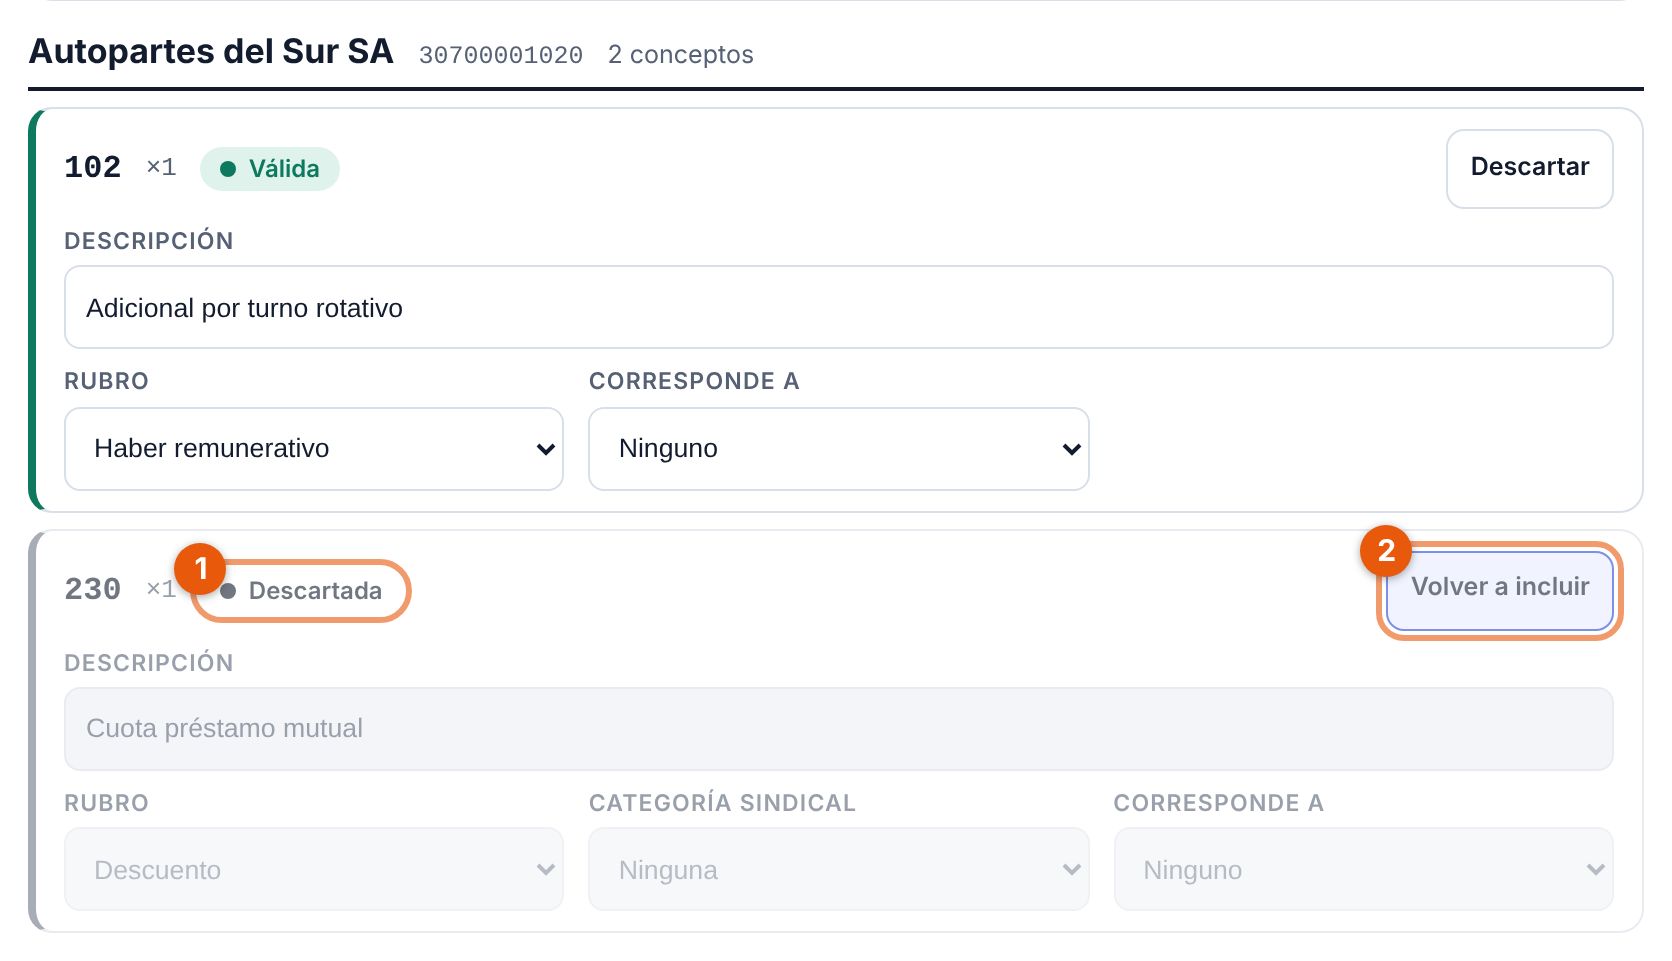 Autopartes del Sur SA 30700001020 2 conceptos
102 ×1 Válida Descartar
DESCRIPCIÓN
Adicional por turno rotativo
RUBRO CORRESPONDE A
Haber remunerativo Ninguno
230 ×1 1 Descartada 2 Volver a incluir
DESCRIPCIÓN
Cuota préstamo mutual
RUBRO CATEGORÍA SINDICAL CORRESPONDE A
Descuento Ninguna Ninguno